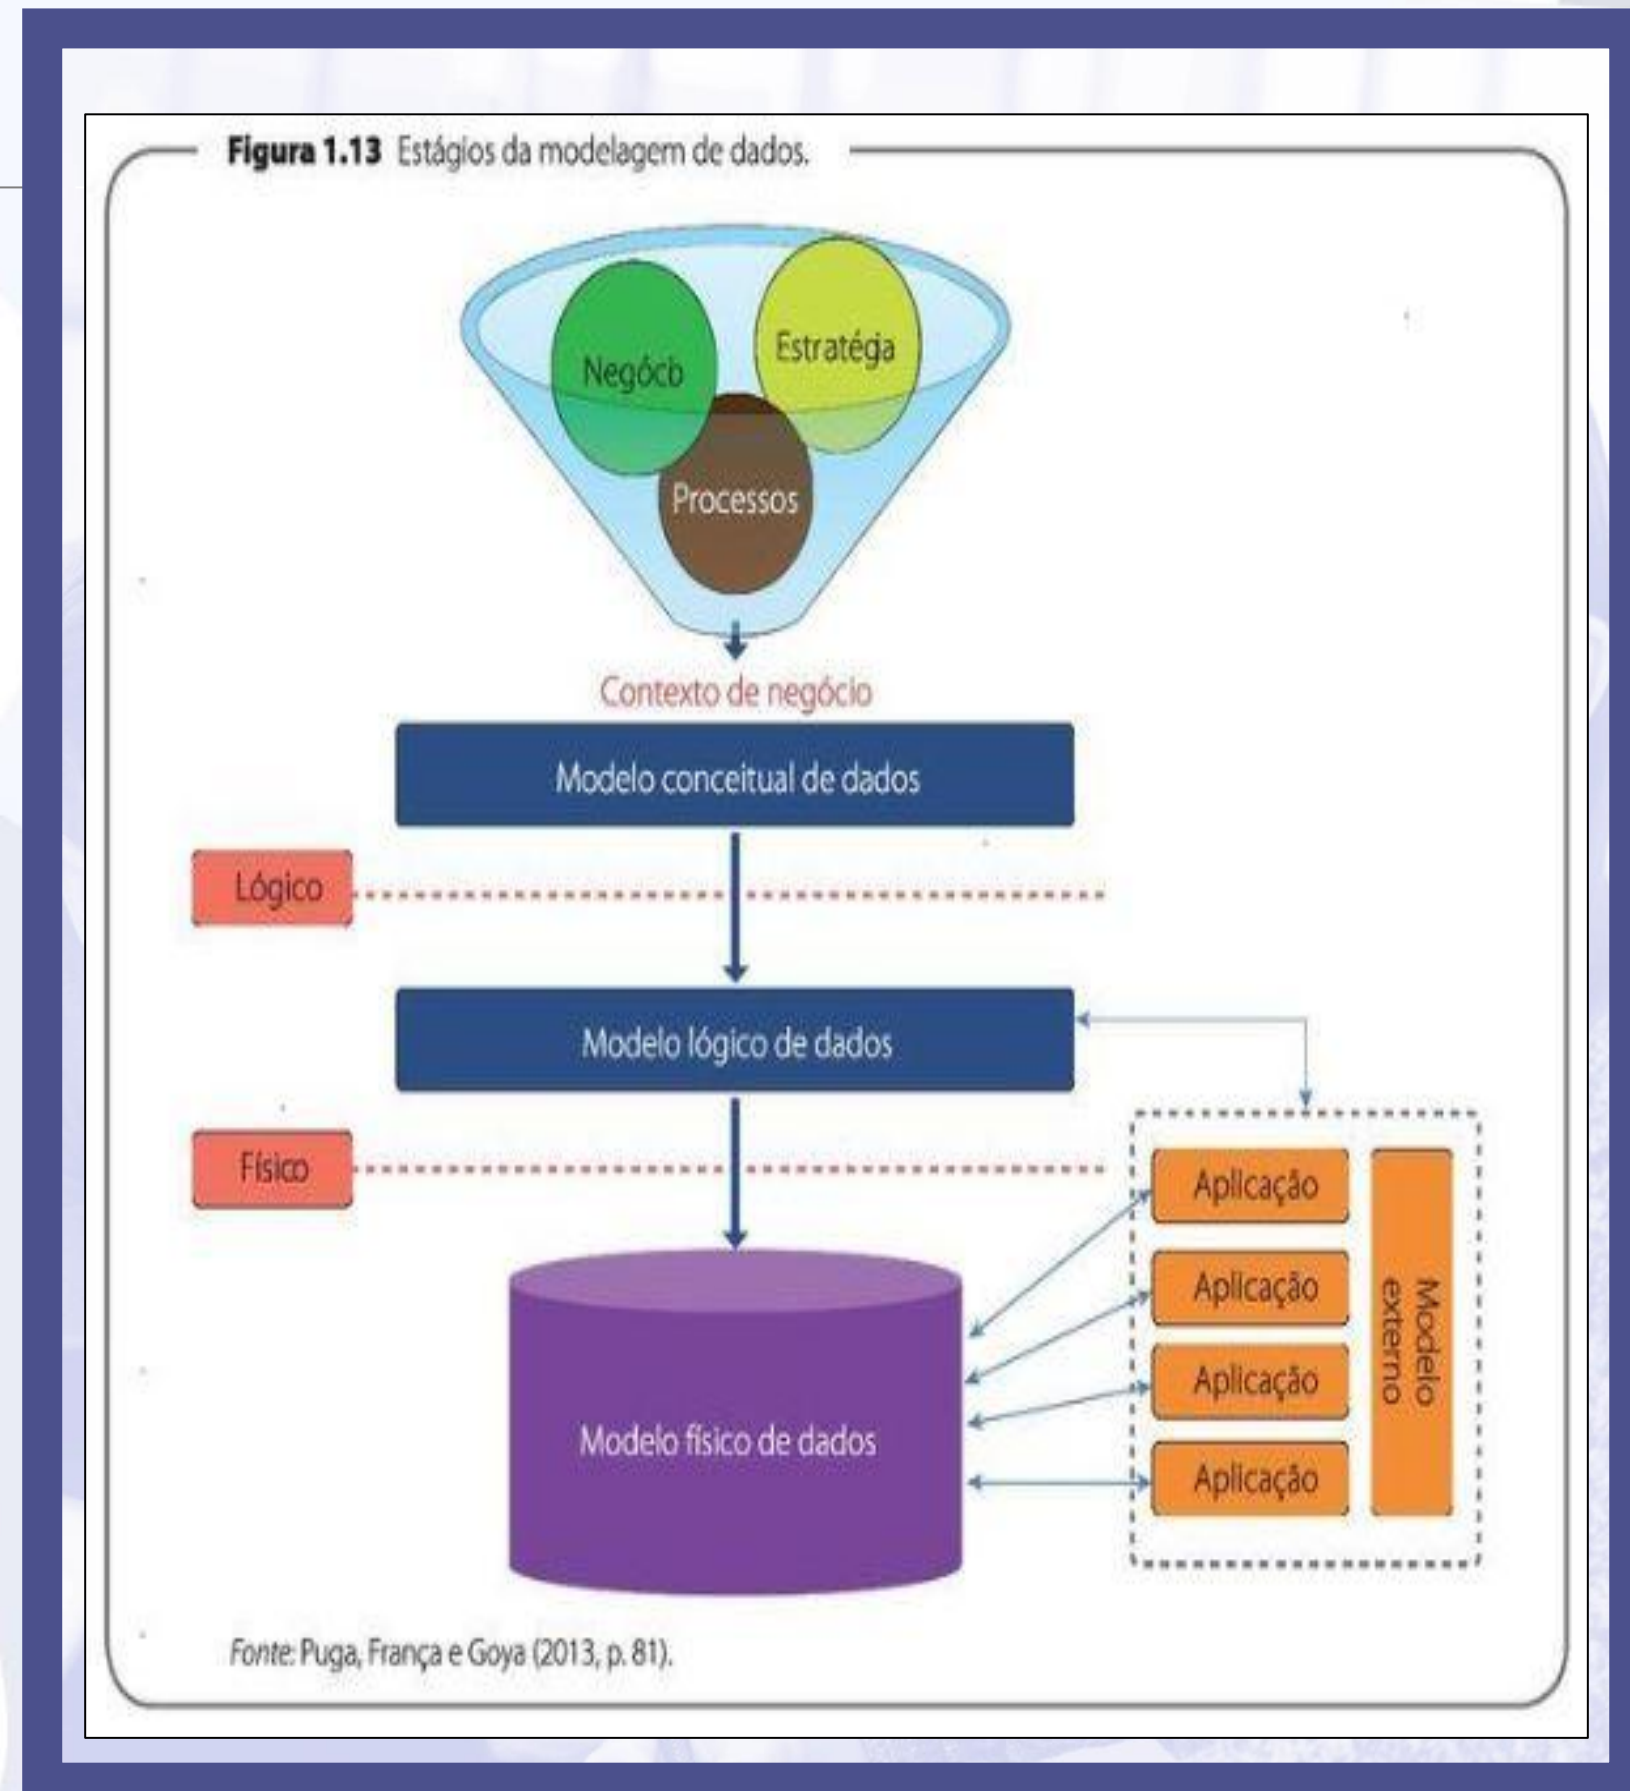 Figura 1.13 Estágios da modelagem de dados.
Negócio
Estratégia
Processos
Contexto de negócio
Modelo conceitual de dados
Lógico
Modelo lógico de dados
Físico
Aplicação
Aplicação
Aplicação
Aplicação
Modelo
externo
Modelo físico de dados
Fonte: Puga, França e Goya (2013, p. 81).